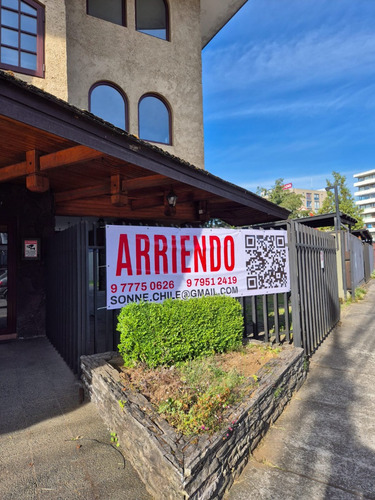 ARRIENDO
9 7775 0626 9 7951 2419
SONNE.CHILE@GMAIL.COM